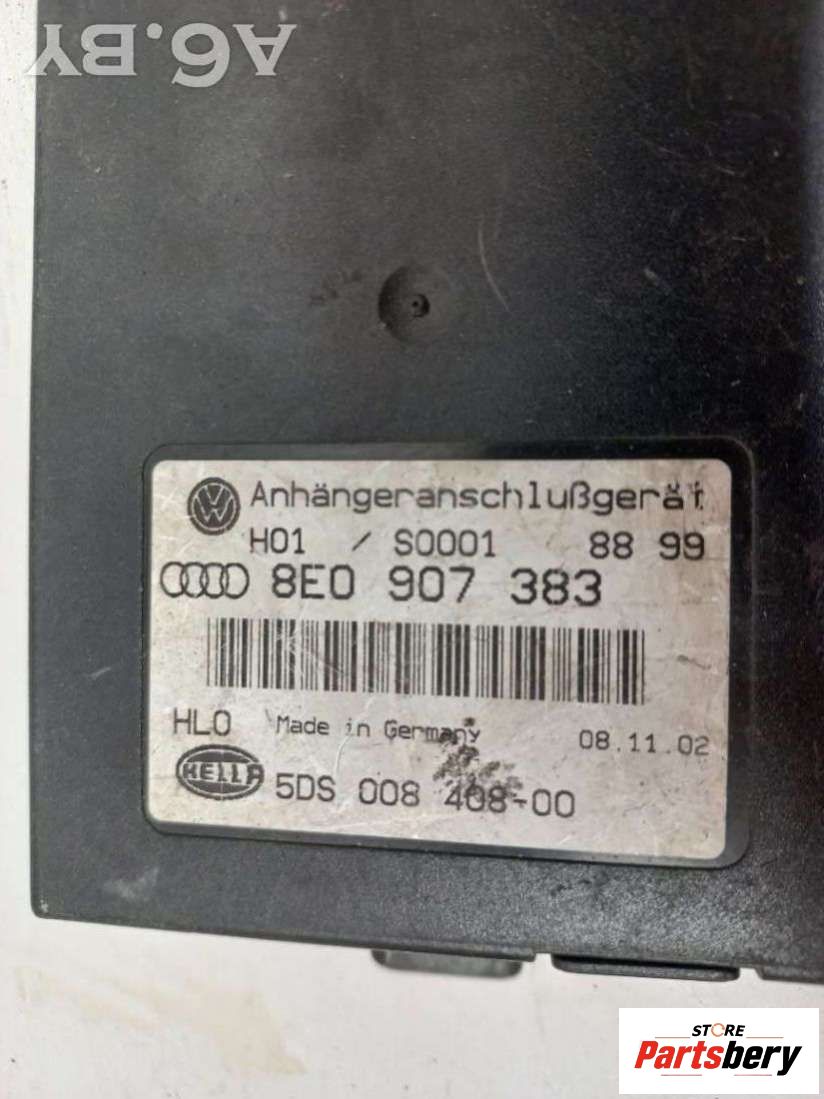 A6.BY
Anhängeranschlußgerät
H01 / S0001 88 99
8E0 907 383
HLO Made in Germany 08.11.02
HELLA 5DS 008 408-00
STORE
Partsbery